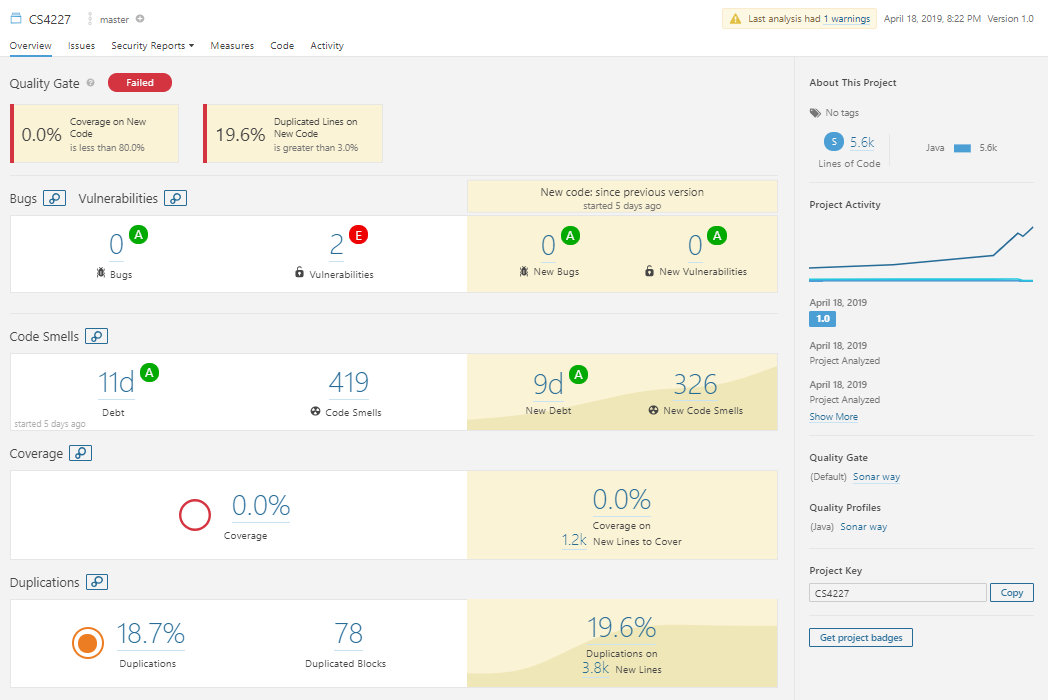 CS4227 master Last analysis had 1 warnings April 18, 2019, 8:22 PM Version 1.0
Overview Issues Security Reports Measures Code Activity
Quality Gate ? Failed
0.0% Coverage on New
Code
is less than 80.0%
19.6% Duplicated Lines on
New Code
is greater than 3.0%
Bugs Vulnerabilities
New code: since previous version
started 5 days ago
0 A
Bugs
2 E
Vulnerabilities
0 A
New Bugs
0 A
New Vulnerabilities
Code Smells
11d A
Debt
started 5 days ago
419
Code Smells
9d A
New Debt
326
New Code Smells
Coverage
0.0%
Coverage
0.0%
Coverage on
1.2k New Lines to Cover
Duplications
18.7%
Duplications
78
Duplicated Blocks
19.6%
Duplications on
3.8k New Lines
About This Project
No tags
S 5.6k
Lines of Code
Java 5.6k
Project Activity
April 18, 2019
1.0
April 18, 2019
Project Analyzed
April 18, 2019
Project Analyzed
Show More
Quality Gate
(Default) Sonar way
Quality Profiles
(Java) Sonar way
Project Key
CS4227 Copy
Get project badges